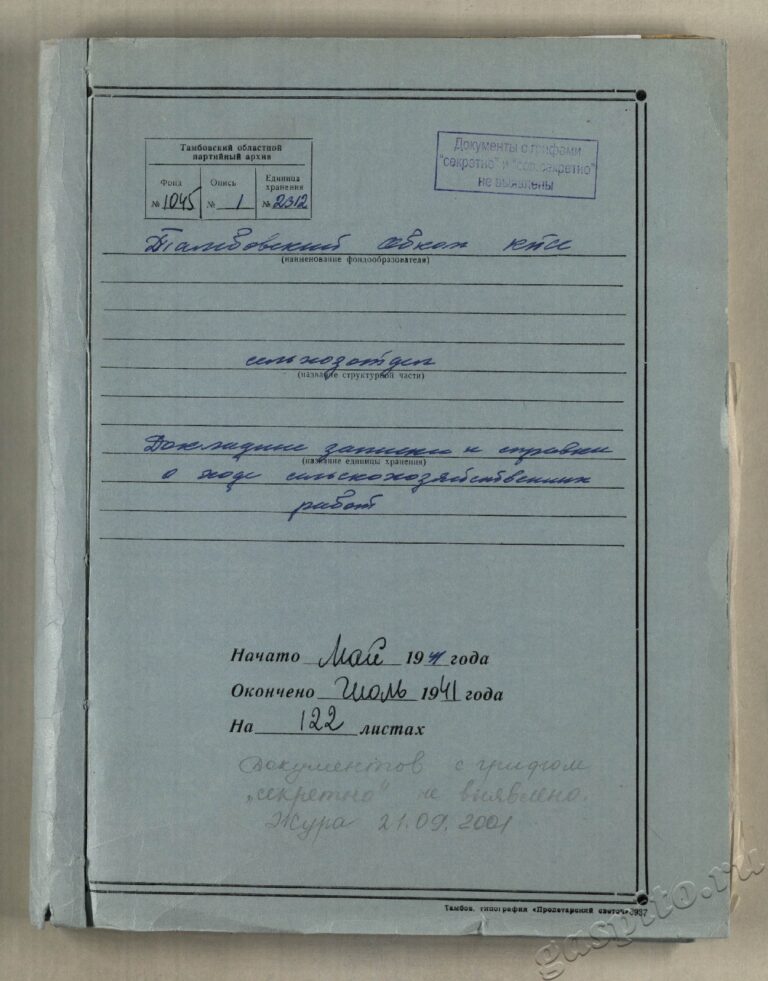 Тамбовский областной
партийный архив
Фонд
Опись
Единица
хранения
№ 1045
№ 1
№ 2312
Документы с грифами
"секретно" и "сов.секретно"
не выявлены
Тамбовский Обком КПСС
(наименование фондообразователя)
сельхозотдел
(название структурной части)
Докладные записки и справки
(название единицы хранения)
о ходе сельскохозяйственных
работ
Начато Май 1941 года
Окончено Июль 1941 года
На 122 листах
Документов с грифом
„секретно" не выявлено.
Жура 21.09.2001
Тамбов, типография «Пролетарский светоч»
gaspito.ru